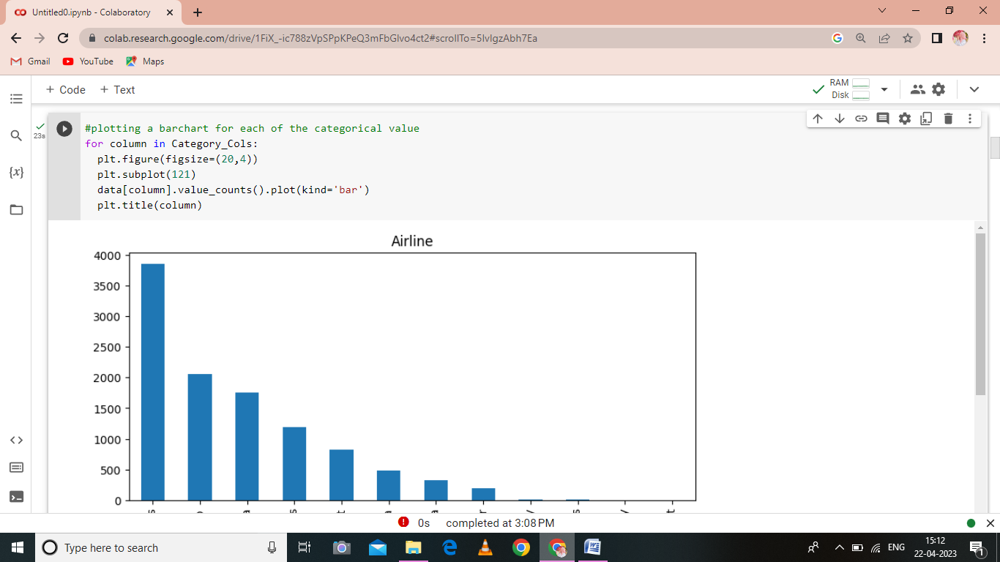 Untitled0.ipynb - Colaboratory
colab.research.google.com/drive/1FiX_-ic788zVpSPpKPeQ3mFbGlvo4ct2#scrollTo=5lvIgzAbh7Ea
Gmail YouTube Maps
+ Code + Text
RAM
Disk
23s
#plotting a barchart for each of the categorical value
for column in Category_Cols:
plt.figure(figsize=(20,4))
plt.subplot(121)
data[column].value_counts().plot(kind='bar')
plt.title(column)
{x}
Airline
4000
3500
3000
2500
2000
1500
1000
500
0
0s completed at 3:08 PM
Type here to search
ENG
15:12
22-04-2023
1